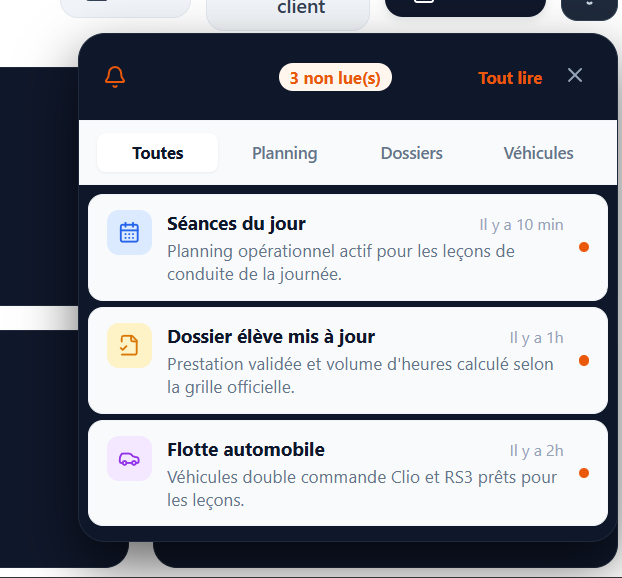 client
3 non lue(s) Tout lire
Toutes Planning Dossiers Véhicules
Séances du jour Il y a 10 min
Planning opérationnel actif pour les leçons de
conduite de la journée.
Dossier élève mis à jour Il y a 1h
Prestation validée et volume d'heures calculé selon
la grille officielle.
Flotte automobile Il y a 2h
Véhicules double commande Clio et RS3 prêts pour
les leçons.